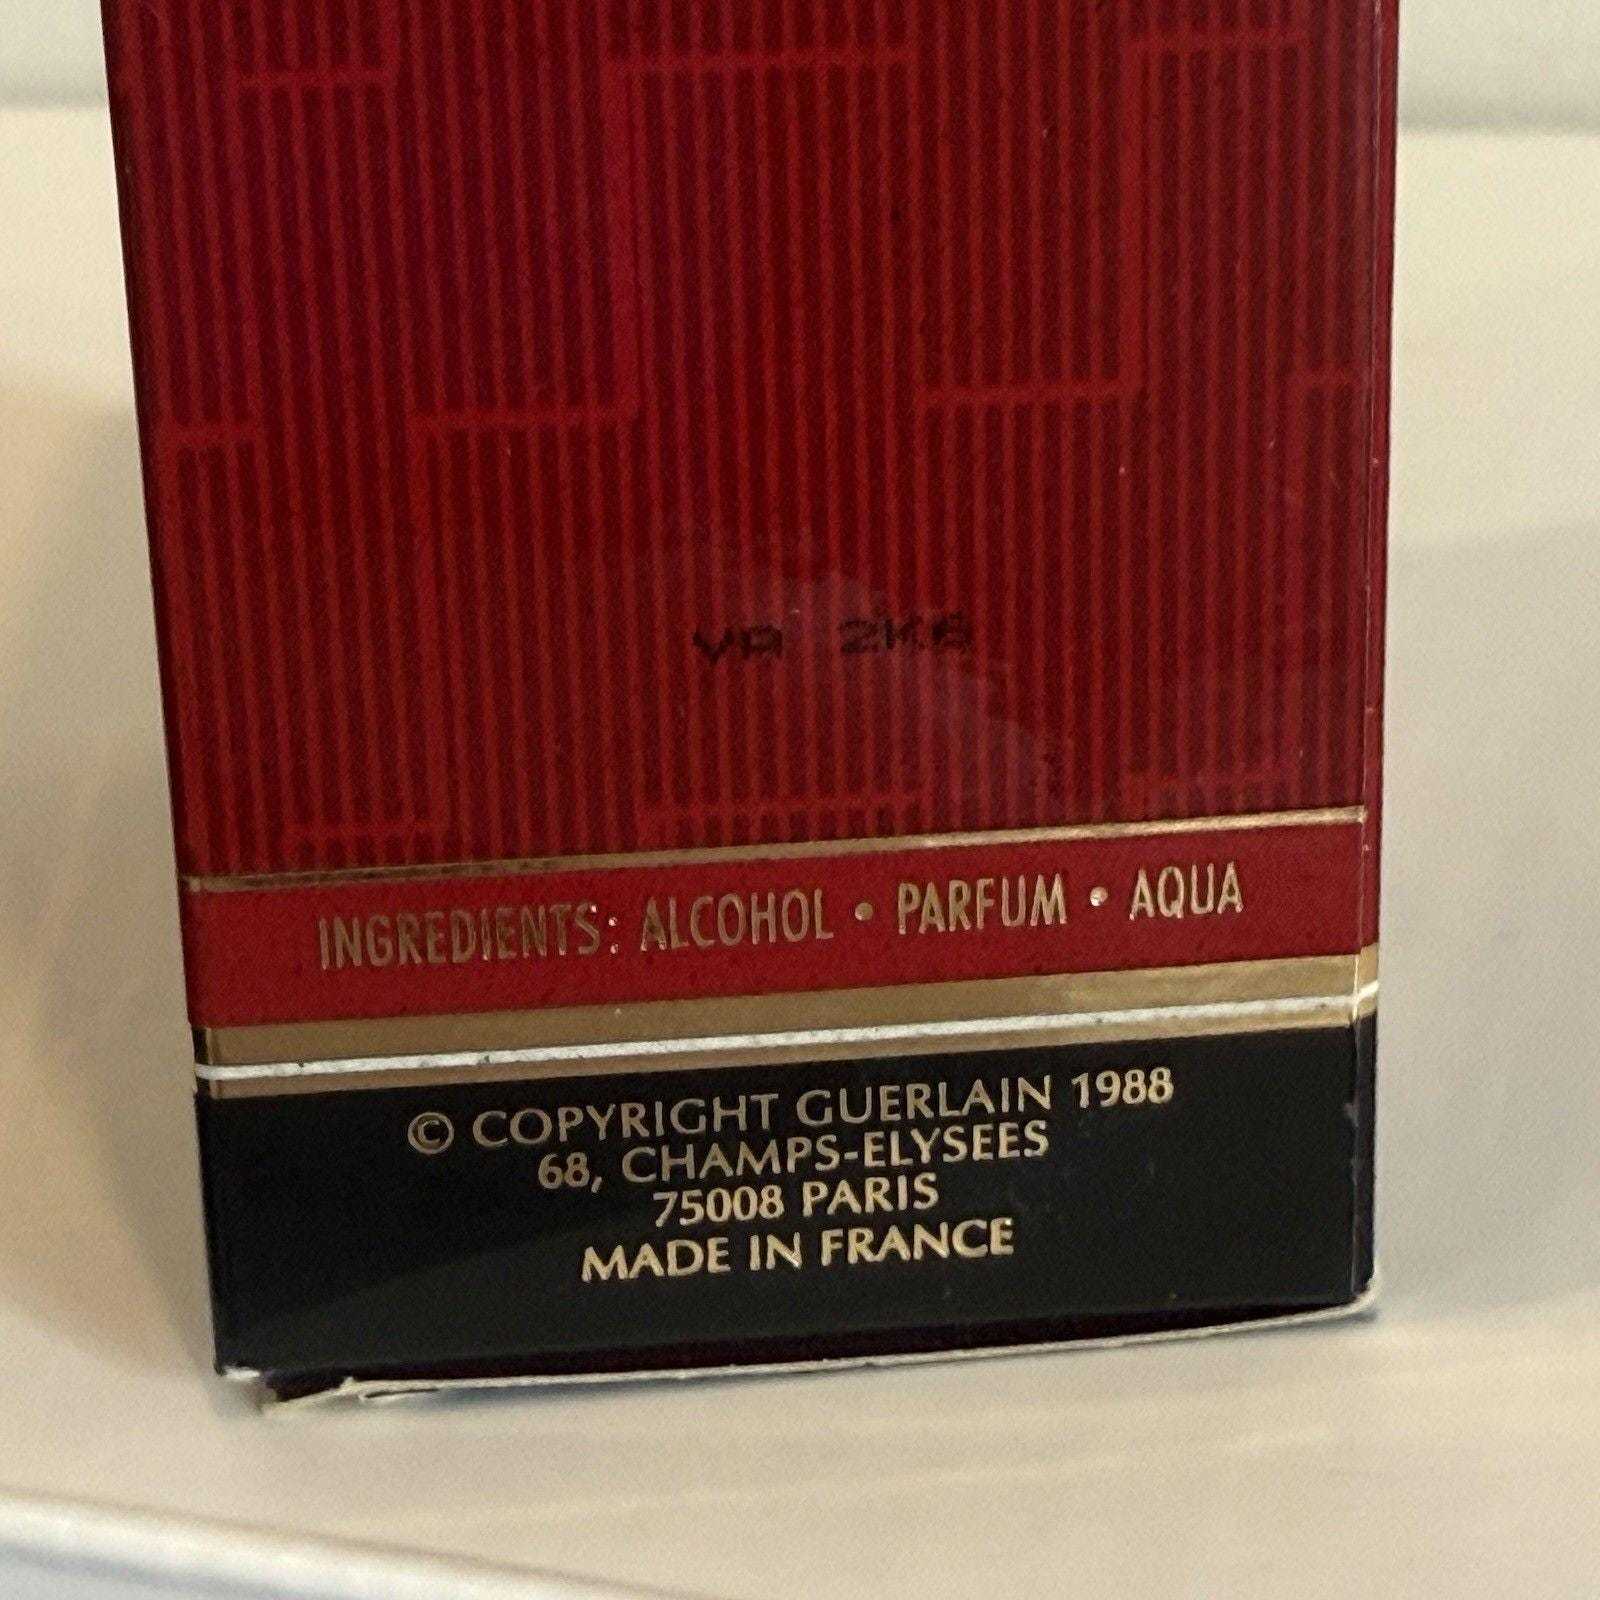 INGREDIENTS: ALCOHOL • PARFUM • AQUA
© COPYRIGHT GUERLAIN 1988
68, CHAMPS-ELYSEES
75008 PARIS
MADE IN FRANCE